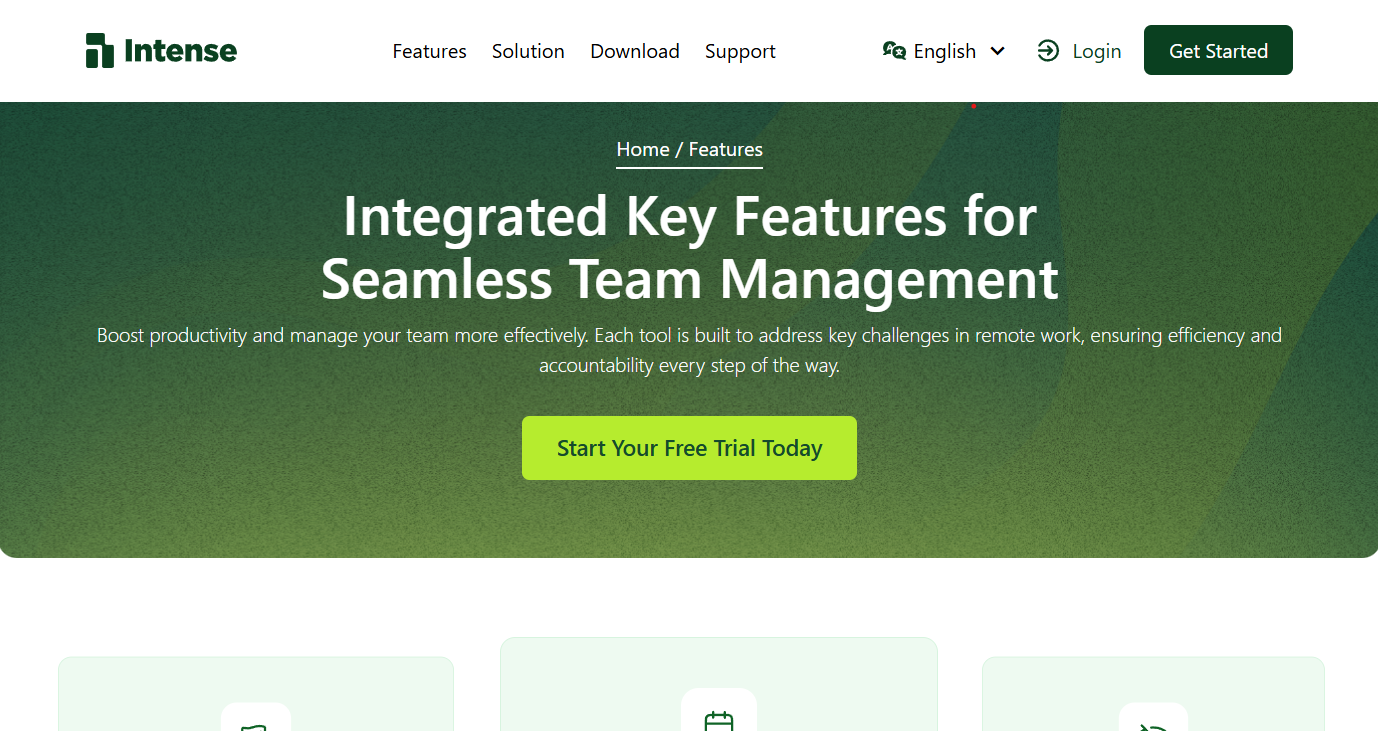 Intense
Features
Solution
Download
Support
English
Login
Get Started
Home / Features
Integrated Key Features for
Seamless Team Management
Boost productivity and manage your team more effectively. Each tool is built to address key challenges in remote work, ensuring efficiency and
accountability every step of the way.
Start Your Free Trial Today